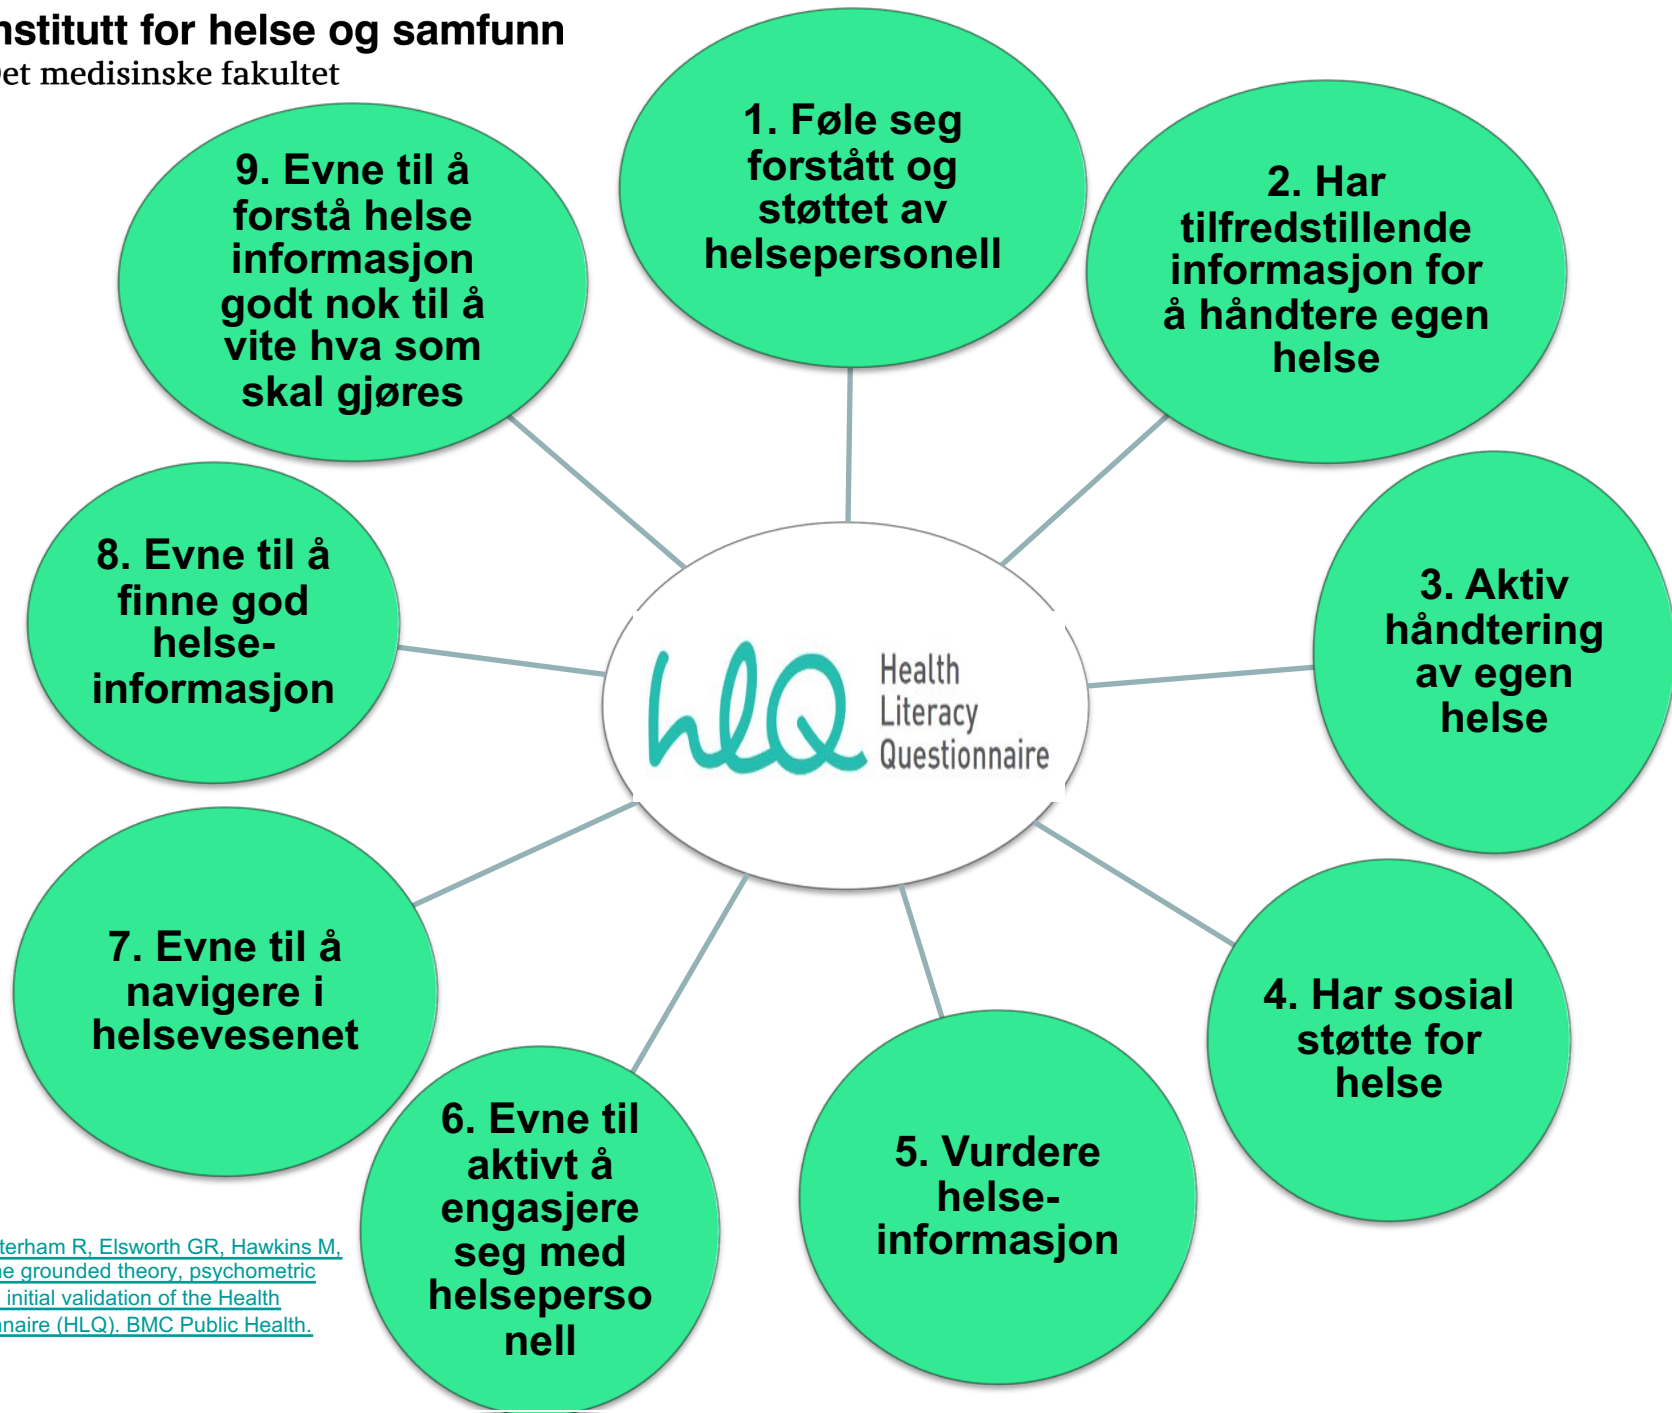 nstitutt for helse og samfunn
et medisinske fakultet
1. Føle seg
forstått og
støttet av
helsepersonell
2. Har
tilfredstillende
informasjon for
å håndtere egen
helse
3. Aktiv
håndtering
av egen
helse
4. Har sosial
støtte for
helse
5. Vurdere
helse-
informasjon
6. Evne til
aktivt å
engasjere
seg med
helseperso
nell
7. Evne til å
navigere i
helsevesenet
8. Evne til å
finne god
helse-
informasjon
9. Evne til å
forstå helse
informasjon
godt nok til å
vite hva som
skal gjøres
hlQ
Health
Literacy
Questionnaire
terham R, Elsworth GR, Hawkins M,
ne grounded theory, psychometric
initial validation of the Health
nnaire (HLQ). BMC Public Health.